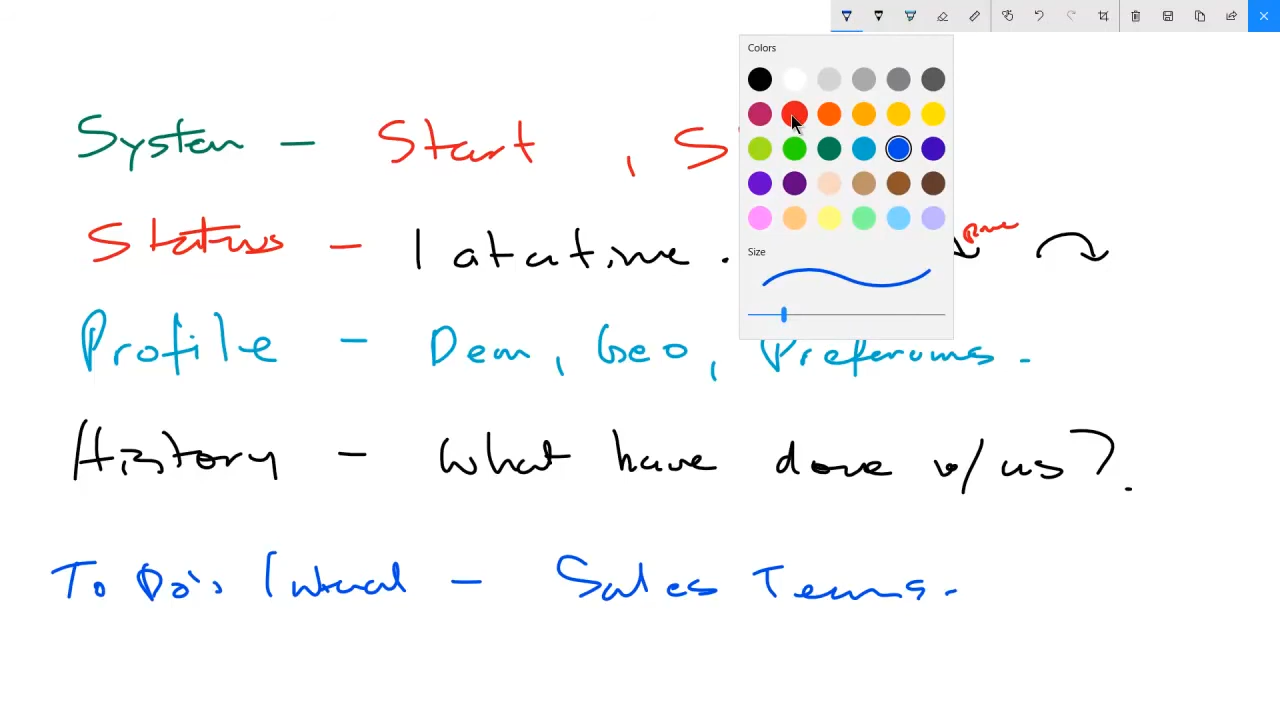 Colors
System - Start , S
Status - 1 at a time .
Size
Profile - Dem , Geo , Preferences .
History - What have done w/ us ? .
To Do's Internal - Sales Teams .